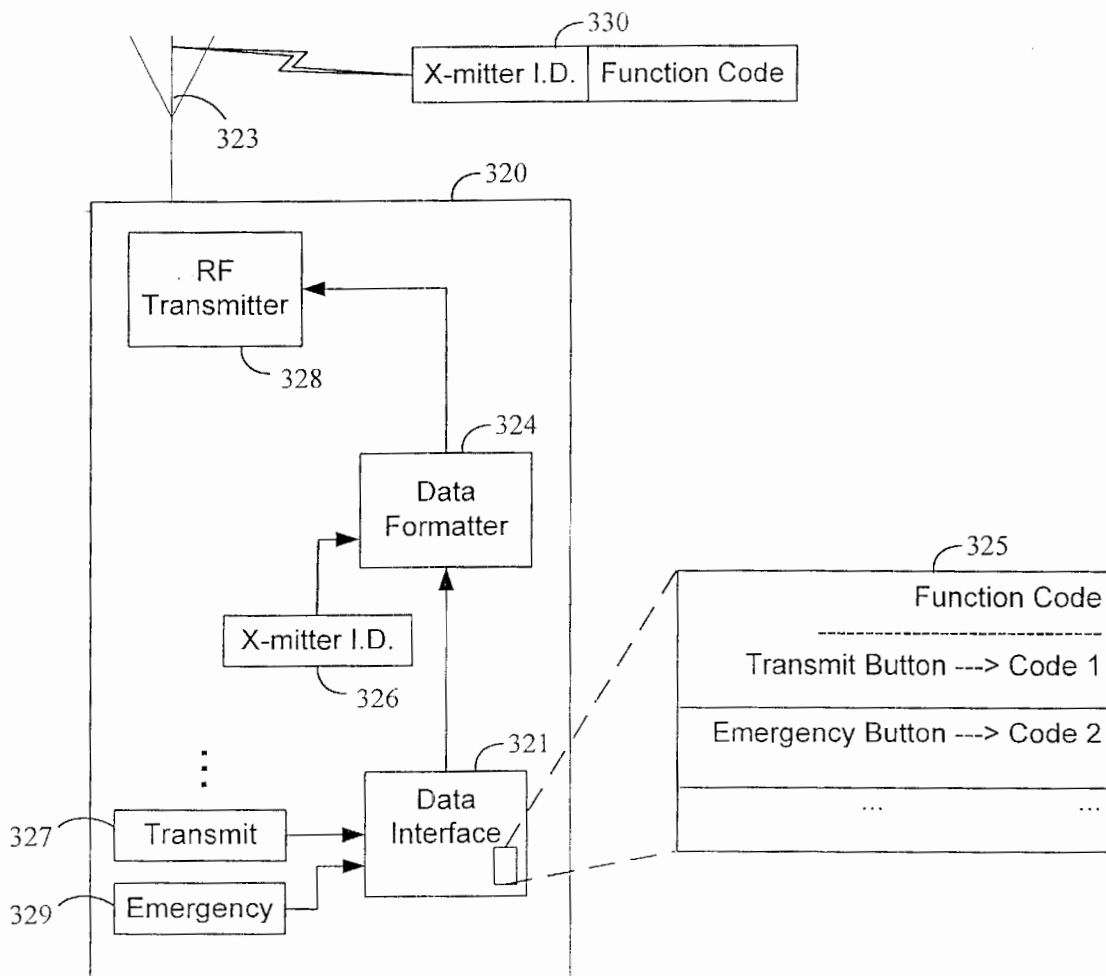 330
X-mitter I.D. Function Code
323
320
RF
Transmitter
328
324
Data
Formatter
325
Function Code
-----------------------------
X-mitter I.D.
326
Transmit Button ---> Code 1
Emergency Button ---> Code 2
... ...
321
Data
Interface
327
Transmit
329
Emergency